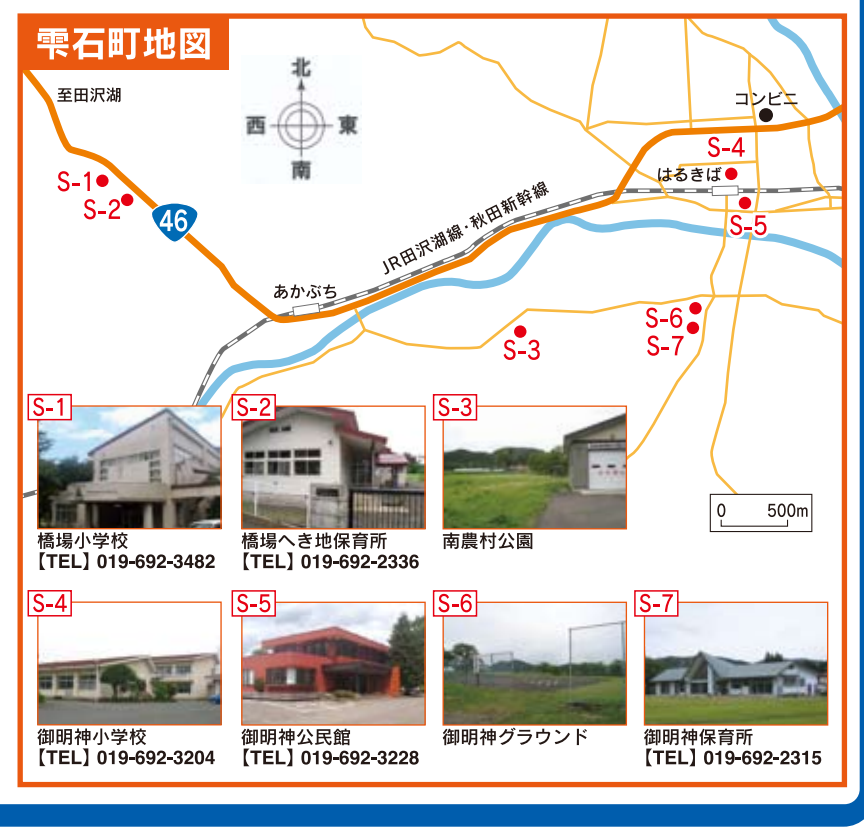 雫石町地図
至田沢湖
北
西
東
南
コンビニ
S-1
S-2
46
S-4
はるきば
S-5
JR田沢湖線・秋田新幹線
あかぶち
S-3
S-6
S-7
0 500m
S-1
橋場小学校
【TEL】019-692-3482
S-2
橋場へき地保育所
【TEL】019-692-2336
S-3
南農村公園
S-4
御明神小学校
【TEL】019-692-3204
S-5
御明神公民館
【TEL】019-692-3228
S-6
御明神グラウンド
S-7
御明神保育所
【TEL】019-692-2315